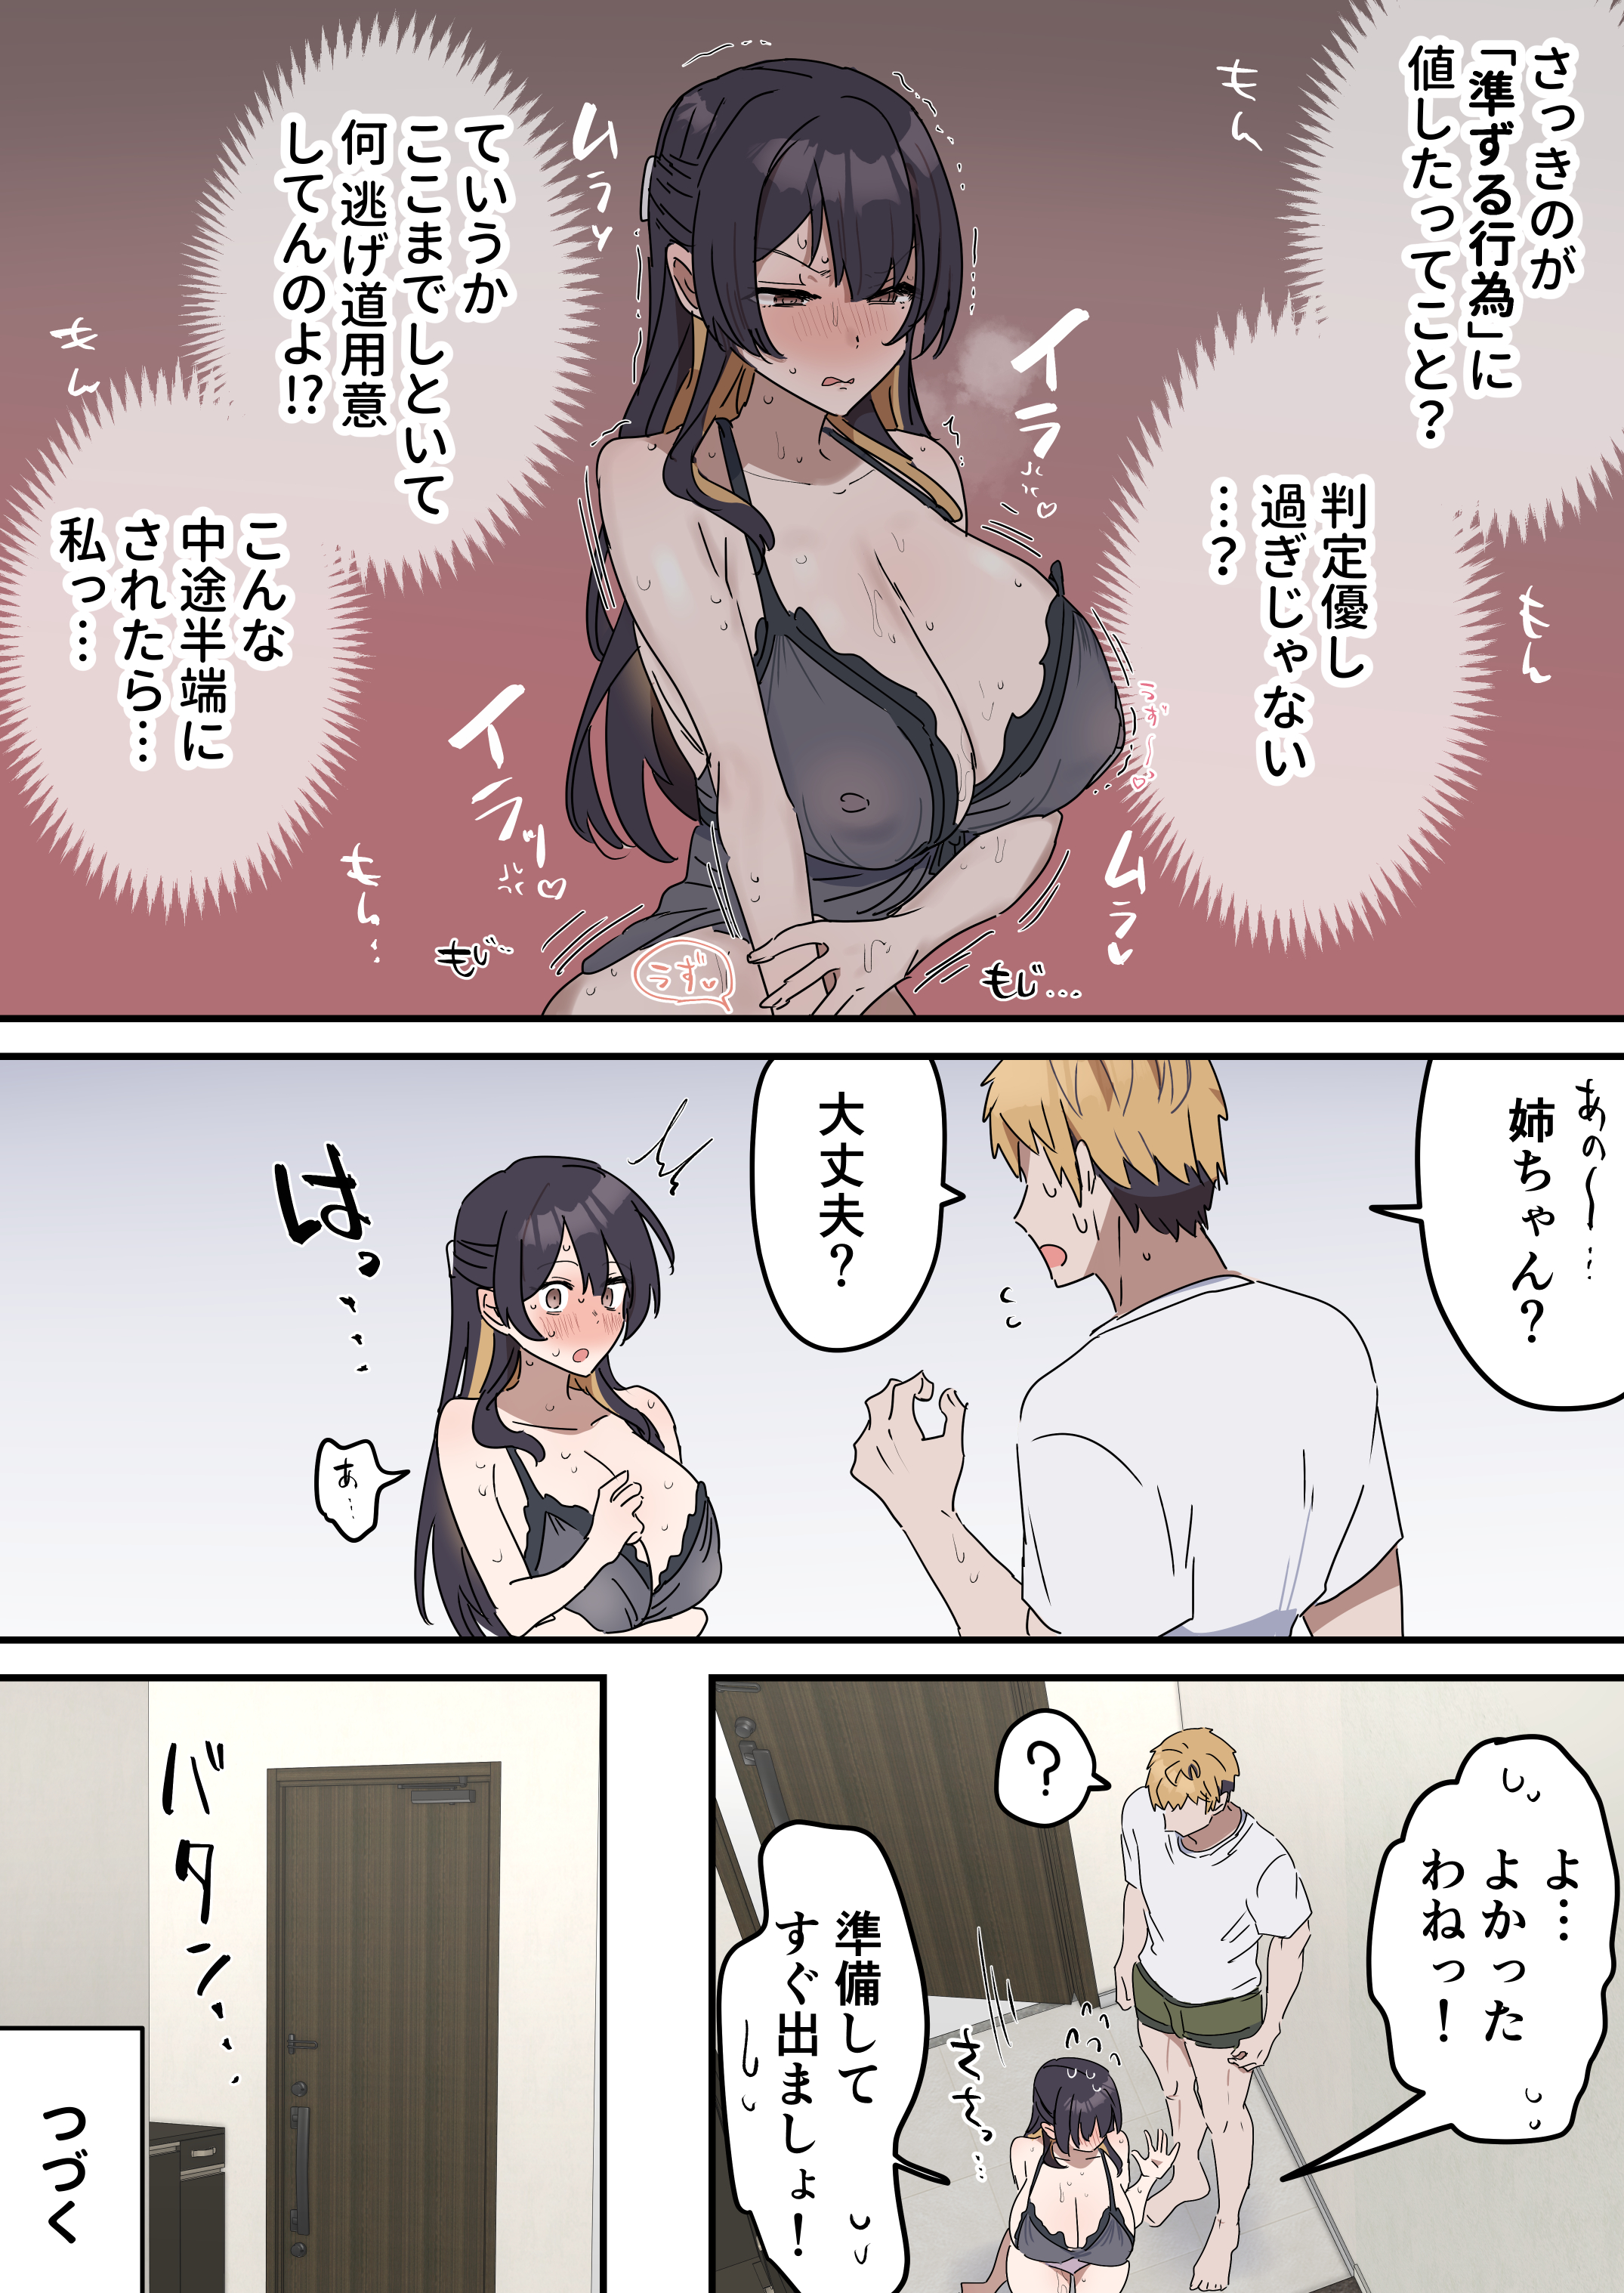 さっきのが
「準ずる行為」に
値したってこと？
判定優し
過ぎじゃない
…？
ていうか
ここまでしといて
何逃げ道用意
してんのよ!?
こんな
中途半端に
されたら…
私っ…
もん
ムラッ
イラ
もん
もん
うず〜♡
イラッ
ムラ♥
もん…
もじ…
うず♥
もじ…
あの〜…
姉ちゃん？
大丈夫？
はっ…
あ…
よ…
よかった
わねっ！
？
準備して
すぐ出ましょ！
ささっ…
バタン…
つづく